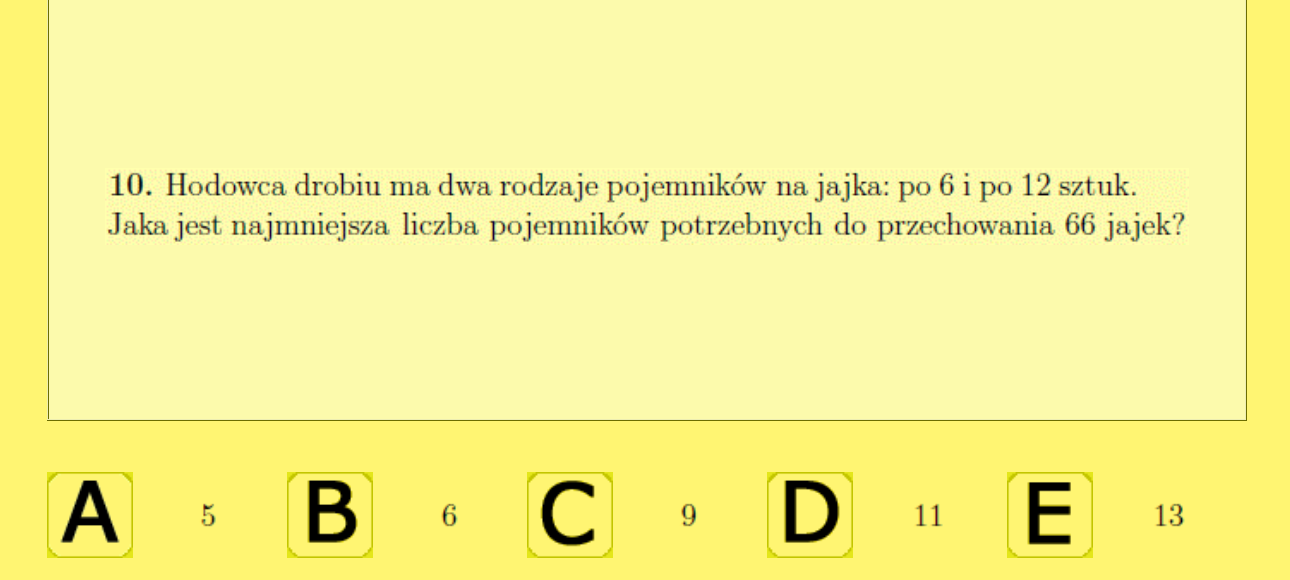 10. Hodowca drobiu ma dwa rodzaje pojemników na jajka: po 6 i po 12 sztuk.
Jaka jest najmniejsza liczba pojemników potrzebnych do przechowania 66 jajek?
A 5 B 6 C 9 D 11 E 13